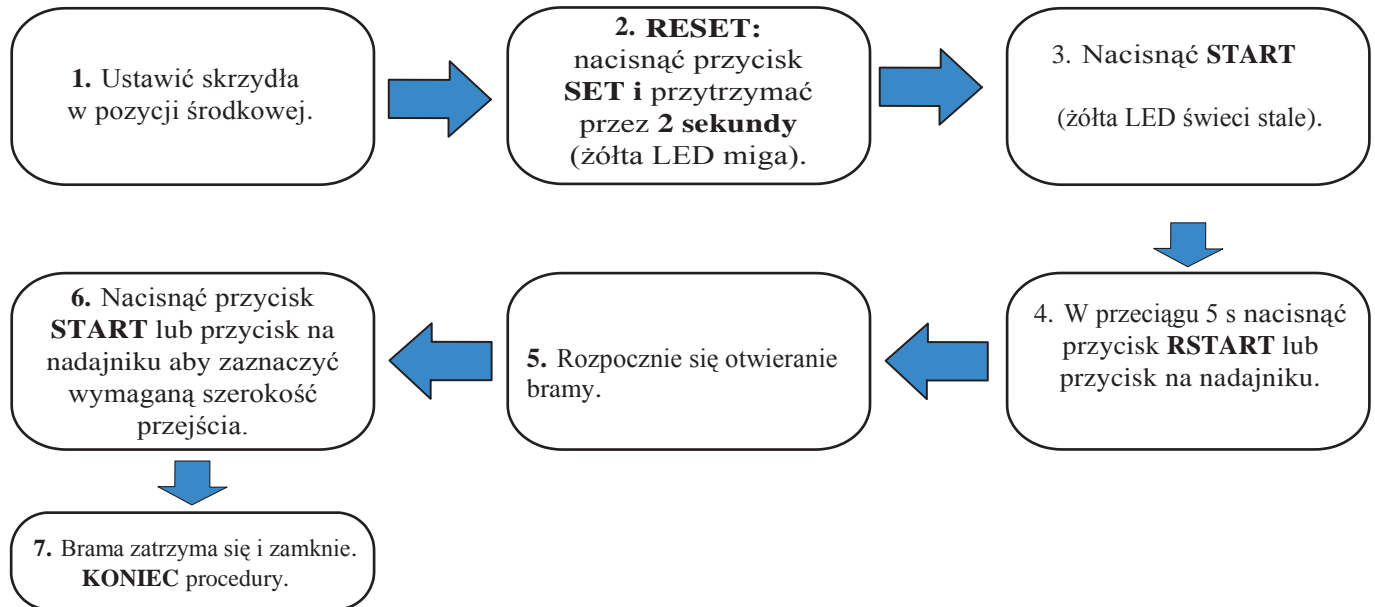 1. Ustawić skrzydła
w pozycji środkowej.
2. RESET:
nacisnąć przycisk
SET i przytrzymać
przez 2 sekundy
(żółta LED miga).
3. Nacisnąć START
(żółta LED świeci stale).
4. W przeciągu 5 s nacisnąć
przycisk RSTART lub
przycisk na nadajniku.
5. Rozpocznie się otwieranie
bramy.
6. Nacisnąć przycisk
START lub przycisk na
nadajniku aby zaznaczyć
wymaganą szerokość
przejścia.
7. Brama zatrzyma się i zamknie.
KONIEC procedury.